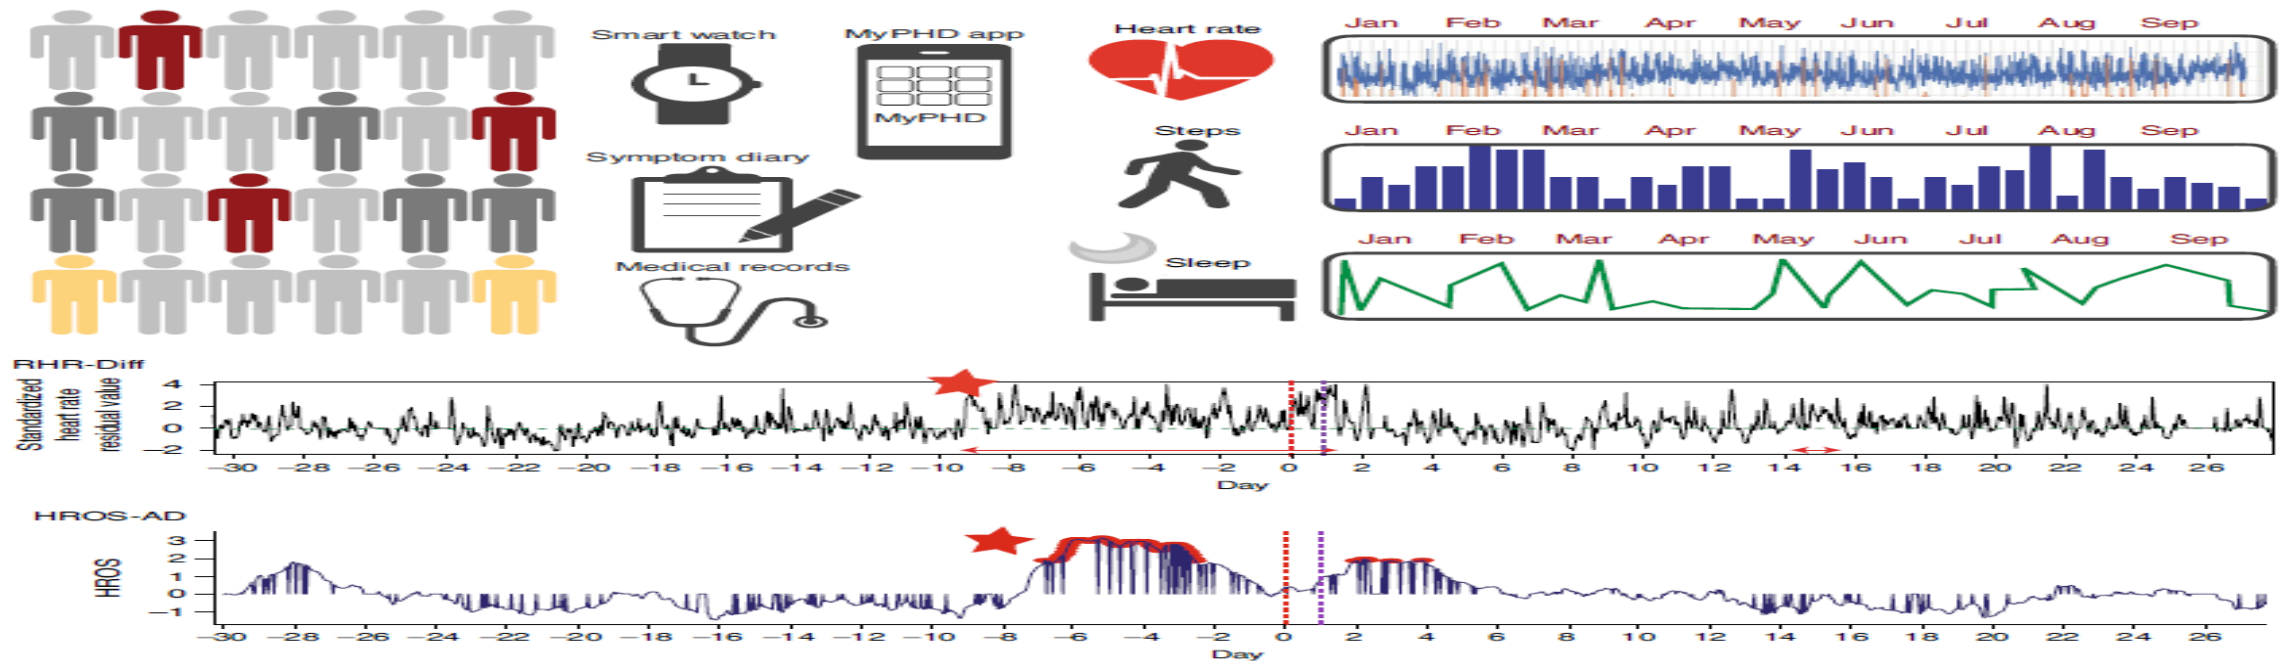 Smart watch
MyPHD app
MyPHD
Symptom diary
Medical records
Heart rate
Steps
Sleep
Jan Feb Mar Apr May Jun Jul Aug Sep
Jan Feb Mar Apr May Jun Jul Aug Sep
Jan Feb Mar Apr May Jun Jul Aug Sep
RHR-Diff
Standardized
heart rate
residual value
4
2
0
−2
−30 −28 −26 −24 −22 −20 −18 −16 −14 −12 −10 −8 −6 −4 −2 0 2 4 6 8 10 12 14 16 18 20 22 24 26
Day
HROS-AD
HROS
3
2
1
0
−1
−30 −28 −26 −24 −22 −20 −18 −16 −14 −12 −10 −8 −6 −4 −2 0 2 4 6 8 10 12 14 16 18 20 22 24 26
Day